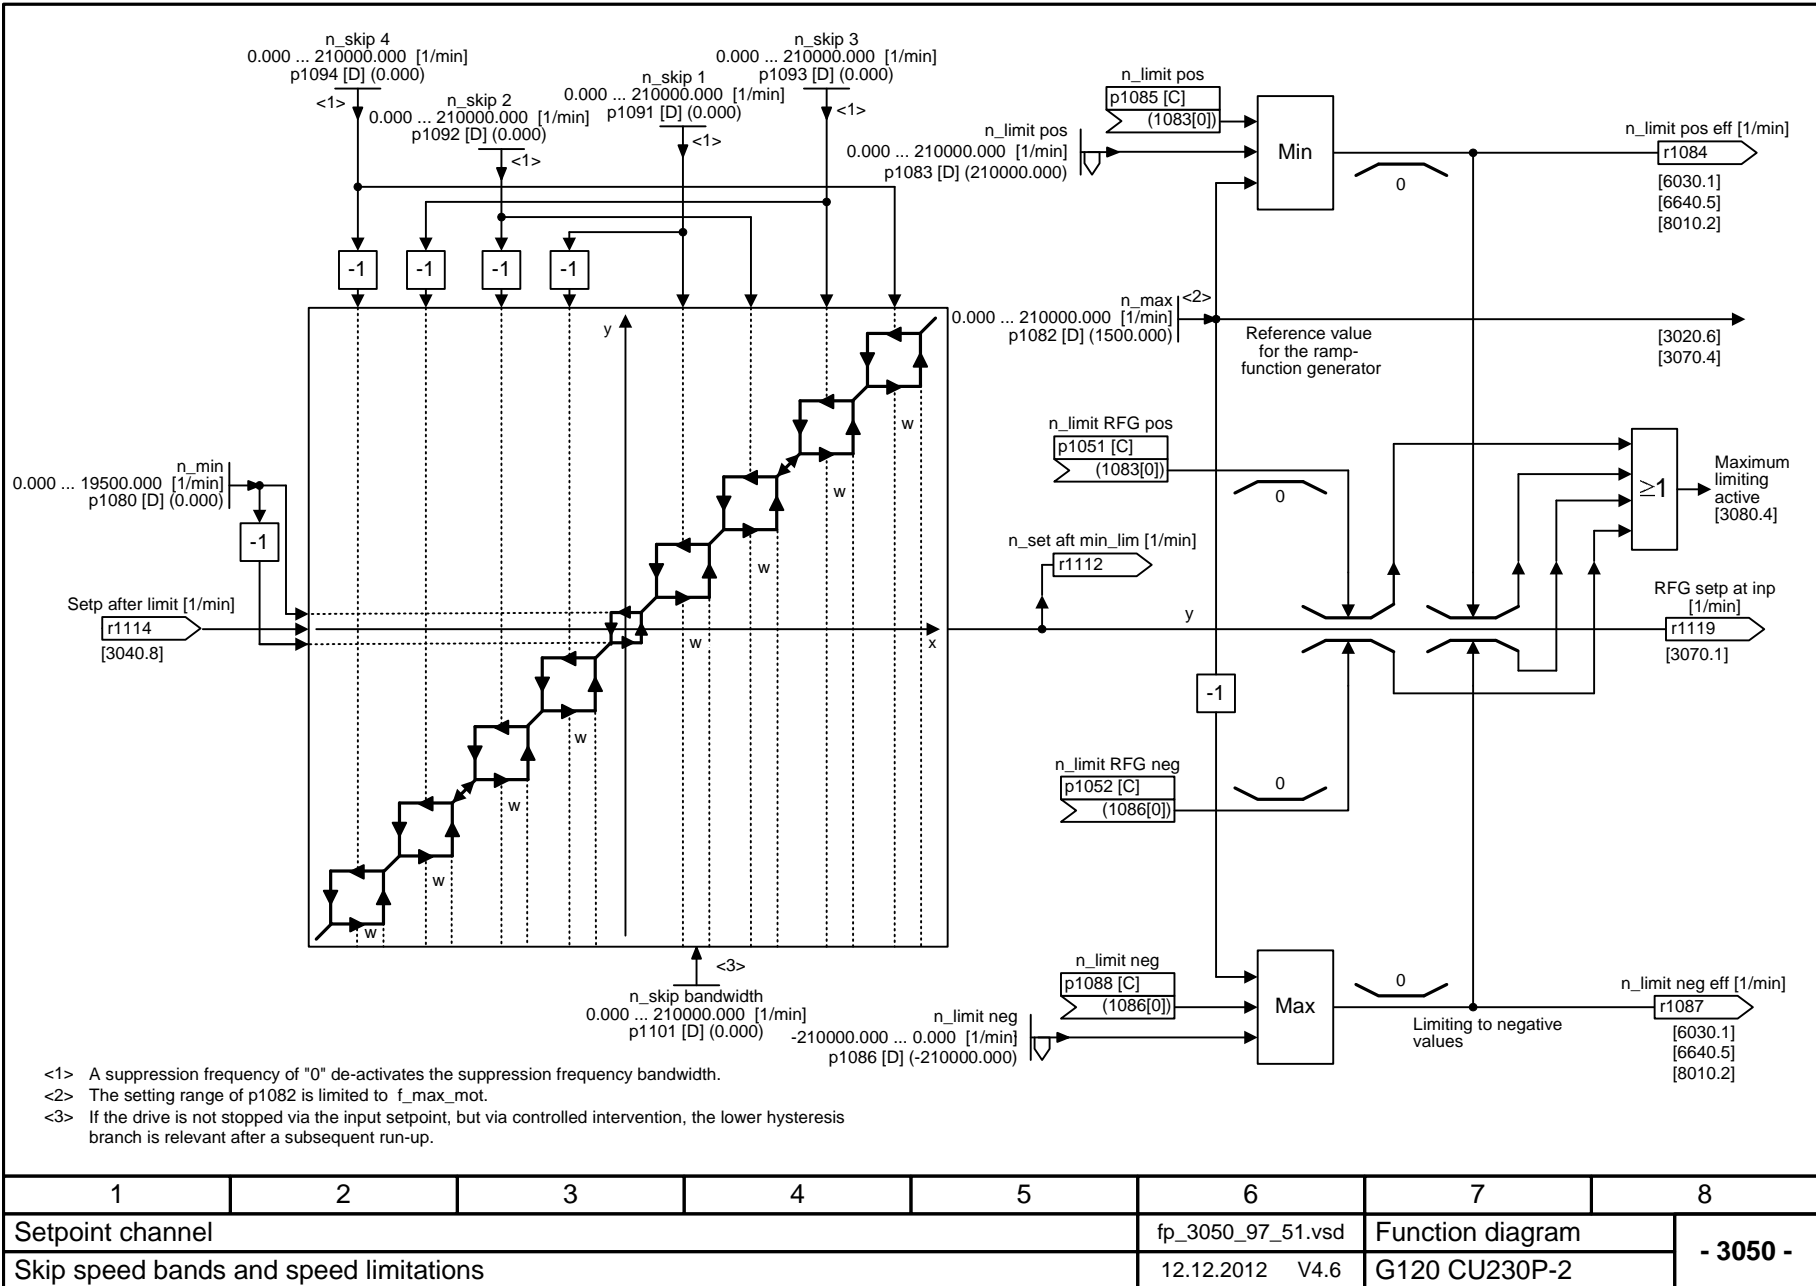 n_skip 4
0.000 ... 210000.000 [1/min]
p1094 [D] (0.000)
<1>
n_skip 2
0.000 ... 210000.000 [1/min]
p1092 [D] (0.000)
<1>
n_skip 1
0.000 ... 210000.000 [1/min]
p1091 [D] (0.000)
<1>
n_skip 3
0.000 ... 210000.000 [1/min]
p1093 [D] (0.000)
<1>
-1
-1
-1
-1
n_limit pos
p1085 [C]
(1083[0])
n_limit pos
0.000 ... 210000.000 [1/min]
p1083 [D] (210000.000)
Min
0
n_limit pos eff [1/min]
r1084
[6030.1]
[6640.5]
[8010.2]
n_max
0.000 ... 210000.000 [1/min]
p1082 [D] (1500.000)
<2>
Reference value
for the ramp-
function generator
[3020.6]
[3070.4]
y
w
w
w
w
w
w
w
w
w
x
n_min
0.000 ... 19500.000 [1/min]
p1080 [D] (0.000)
-1
Setp after limit [1/min]
r1114
[3040.8]
n_limit RFG pos
p1051 [C]
(1083[0])
0
n_set aft min_lim [1/min]
r1112
y
≥1
Maximum
limiting
active
[3080.4]
RFG setp at inp
[1/min]
r1119
[3070.1]
-1
n_limit RFG neg
p1052 [C]
(1086[0])
0
<3>
n_skip bandwidth
0.000 ... 210000.000 [1/min]
p1101 [D] (0.000)
n_limit neg
p1088 [C]
(1086[0])
n_limit neg
-210000.000 ... 0.000 [1/min]
p1086 [D] (-210000.000)
Max
0
Limiting to negative
values
n_limit neg eff [1/min]
r1087
[6030.1]
[6640.5]
[8010.2]
<1> A suppression frequency of "0" de-activates the suppression frequency bandwidth.
<2> The setting range of p1082 is limited to f_max_mot.
<3> If the drive is not stopped via the input setpoint, but via controlled intervention, the lower hysteresis
branch is relevant after a subsequent run-up.
1 2 3 4 5 6 7 8
Setpoint channel
Skip speed bands and speed limitations
fp_3050_97_51.vsd
12.12.2012 V4.6
Function diagram
G120 CU230P-2
- 3050 -